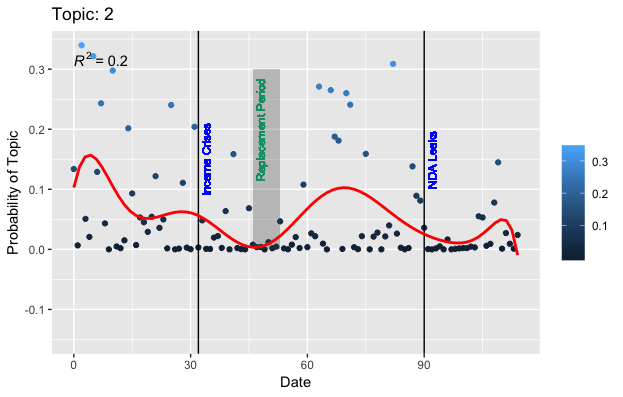 Topic: 2
R² = 0.2
Income Crises
Replacement Period
NDA Leaks
Probability of Topic
0.3
0.2
0.1
0.0
-0.1
0
30
60
90
Date
0.3
0.2
0.1